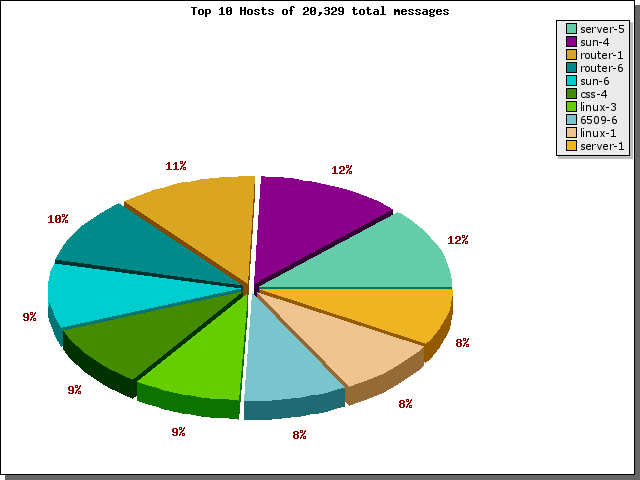 Top 10 Hosts of 20,329 total messages
server-5
sun-4
router-1
router-6
sun-6
css-4
linux-3
6509-6
linux-1
server-1
11%
12%
10%
12%
9%
8%
9%
8%
9%
8%